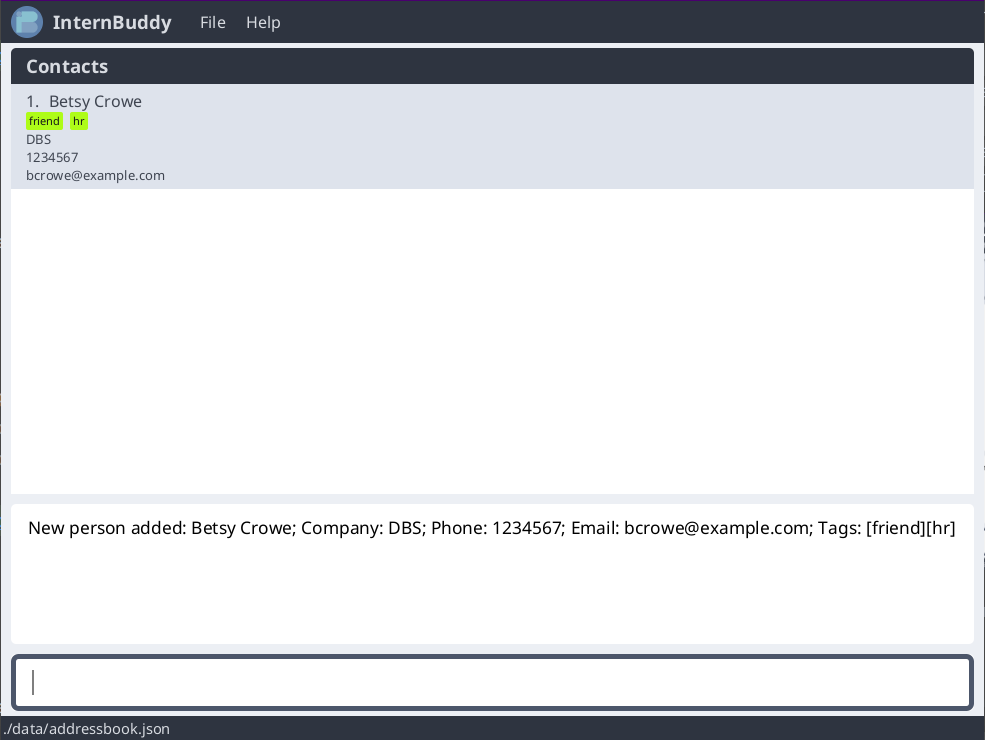 InternBuddy File Help
Contacts
1. Betsy Crowe
friend hr
DBS
1234567
bcrowe@example.com
New person added: Betsy Crowe; Company: DBS; Phone: 1234567; Email: bcrowe@example.com; Tags: [friend][hr]
./data/addressbook.json